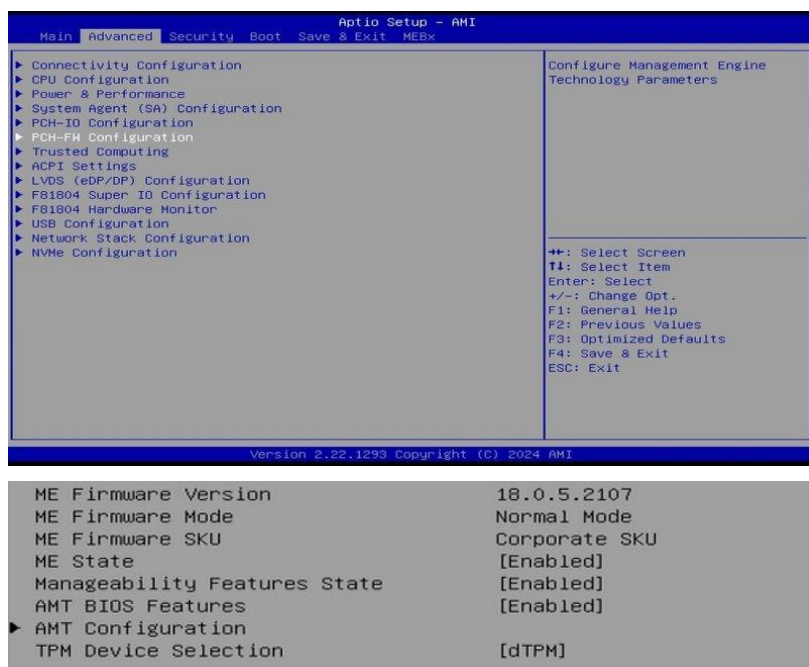 Aptio Setup – AMI
Main Advanced Security Boot Save & Exit MEBx
Connectivity Configuration
CPU Configuration
Power & Performance
System Agent (SA) Configuration
PCH-IO Configuration
PCH-FW Configuration
Trusted Computing
ACPI Settings
LVDS (eDP/DP) Configuration
F81804 Super IO Configuration
F81804 Hardware Monitor
USB Configuration
Network Stack Configuration
NVMe Configuration
Configure Management Engine
Technology Parameters
→←: Select Screen
↑↓: Select Item
Enter: Select
+/-: Change Opt.
F1: General Help
F2: Previous Values
F3: Optimized Defaults
F4: Save & Exit
ESC: Exit
Version 2.22.1293 Copyright (C) 2024 AMI
ME Firmware Version 18.0.5.2107
ME Firmware Mode Normal Mode
ME Firmware SKU Corporate SKU
ME State [Enabled]
Manageability Features State [Enabled]
AMT BIOS Features [Enabled]
AMT Configuration
TPM Device Selection [dTPM]